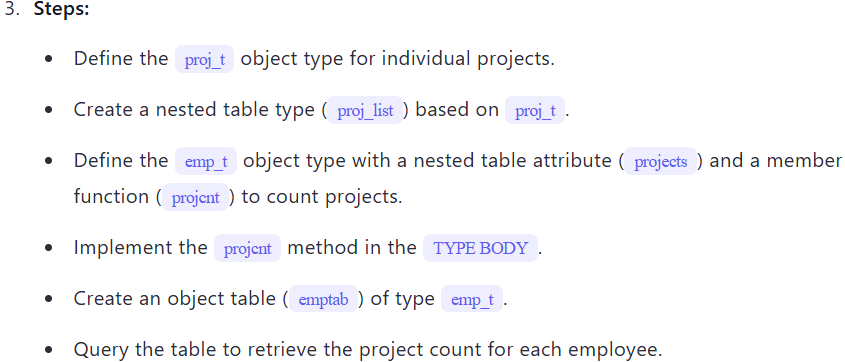 3. Steps:
• Define the proj_t object type for individual projects.
• Create a nested table type ( proj_list ) based on proj_t .
• Define the emp_t object type with a nested table attribute ( projects ) and a member
function ( projcnt ) to count projects.
• Implement the projcnt method in the TYPE BODY .
• Create an object table ( emptab ) of type emp_t .
• Query the table to retrieve the project count for each employee.